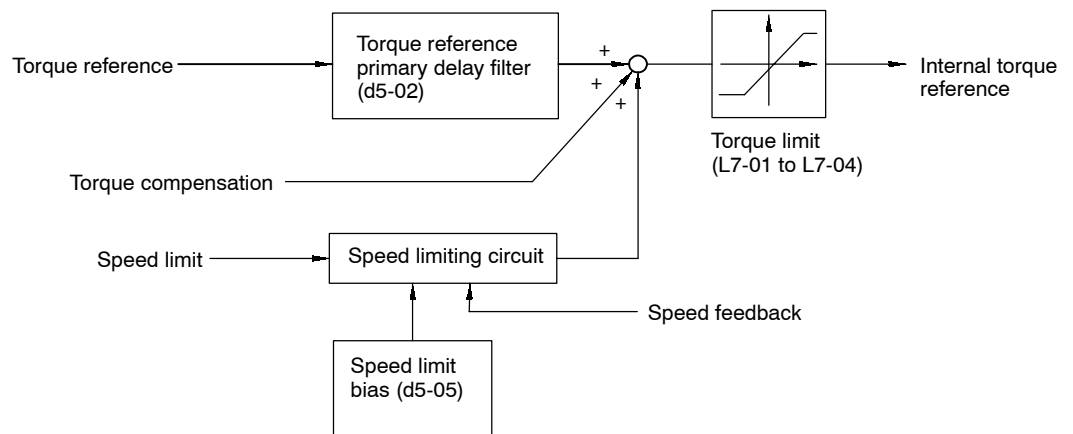 Torque reference
Torque reference
primary delay filter
(d5-02)
+
+
+
Internal torque
reference
Torque limit
(L7-01 to L7-04)
Torque compensation
Speed limit
Speed limiting circuit
Speed feedback
Speed limit
bias (d5-05)